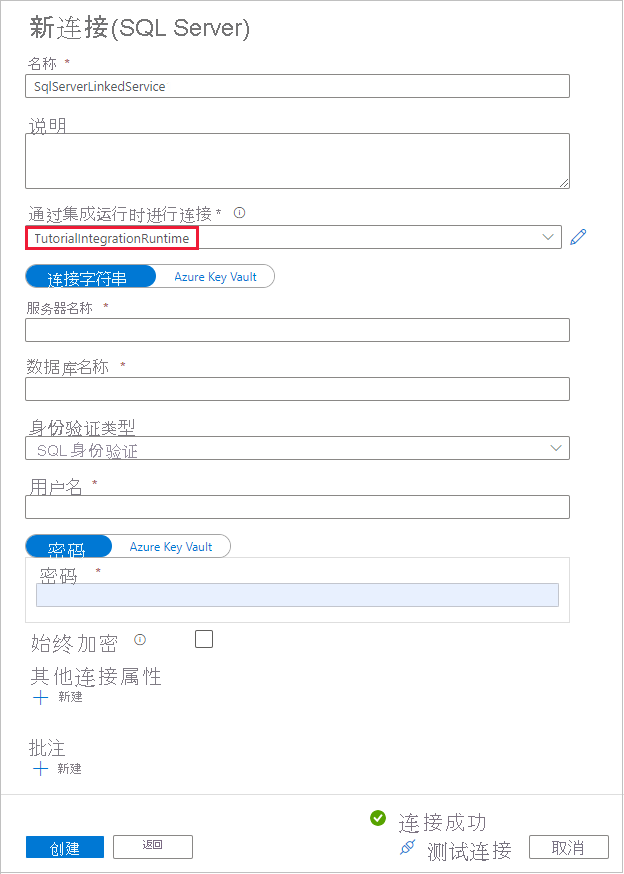 新连接(SQL Server)
名称 *
SqlServerLinkedService
说明
通过集成运行时进行连接 *
TutorialIntegrationRuntime
连接字符串 Azure Key Vault
服务器名称 *
数据库名称 *
身份验证类型
SQL 身份验证
用户名 *
密码 Azure Key Vault
密码 *
始终加密
其他连接属性
新建
批注
新建
连接成功
创建 返回 测试连接 取消